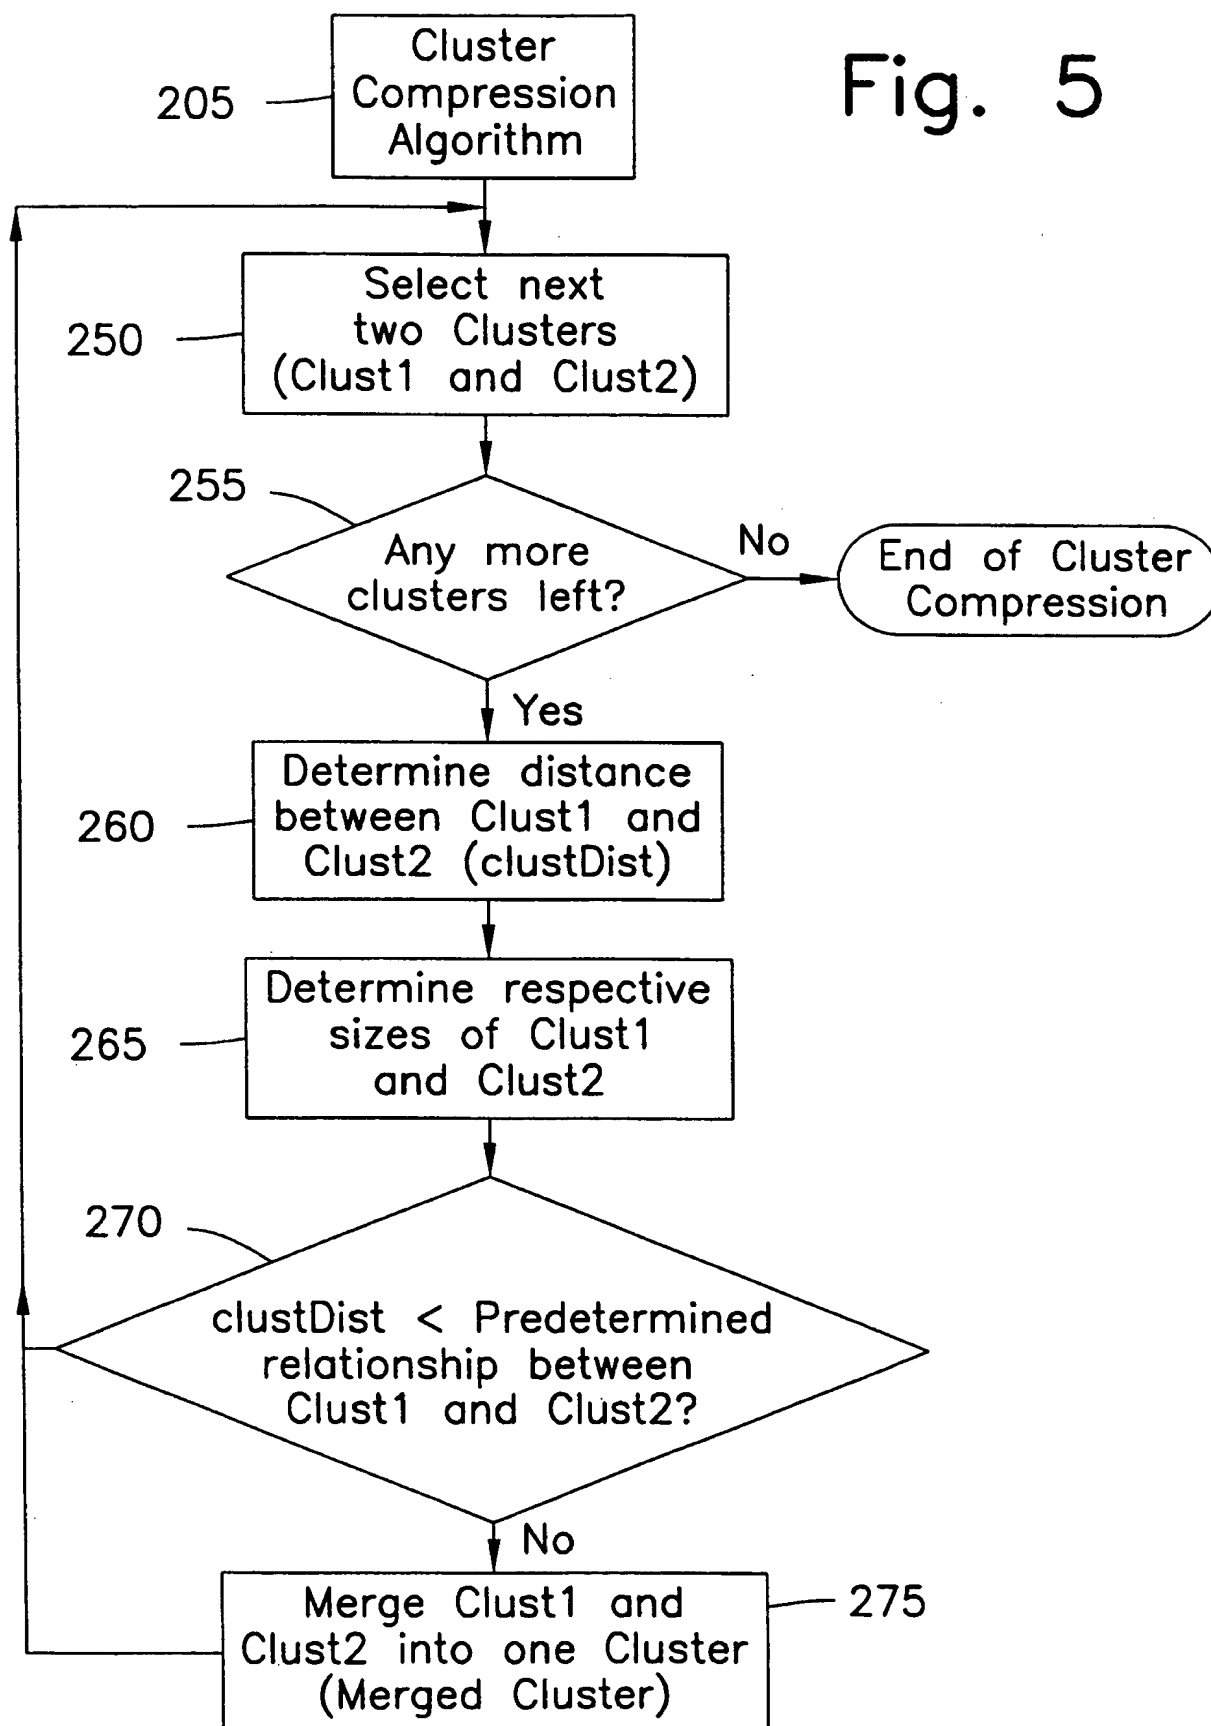 Fig. 5
205
Cluster
Compression
Algorithm
250
Select next
two Clusters
(Clust1 and Clust2)
255
Any more
clusters left?
No
End of Cluster
Compression
Yes
260
Determine distance
between Clust1 and
Clust2 (clustDist)
265
Determine respective
sizes of Clust1
and Clust2
270
clustDist < Predetermined
relationship between
Clust1 and Clust2?
No
275
Merge Clust1 and
Clust2 into one Cluster
(Merged Cluster)